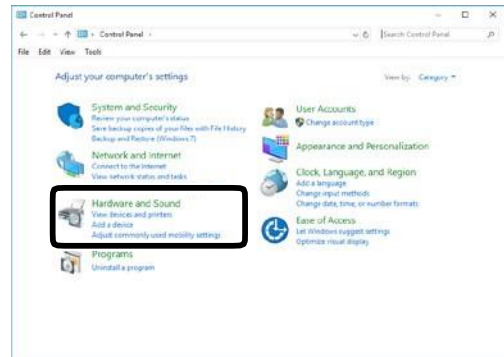 Control Panel
Control Panel
Search Control Panel
File Edit View Tools
Adjust your computer's settings
View by: Category
System and Security
Review your computer's status
Save backup copies of your files with File History
Backup and Restore (Windows 7)
Network and Internet
Connect to the Internet
View network status and tasks
Hardware and Sound
View devices and printers
Add a device
Adjust commonly used mobility settings
Programs
Uninstall a program
User Accounts
Change account type
Appearance and Personalization
Clock, Language, and Region
Add a language
Change input methods
Change date, time, or number formats
Ease of Access
Let Windows suggest settings
Optimize visual display